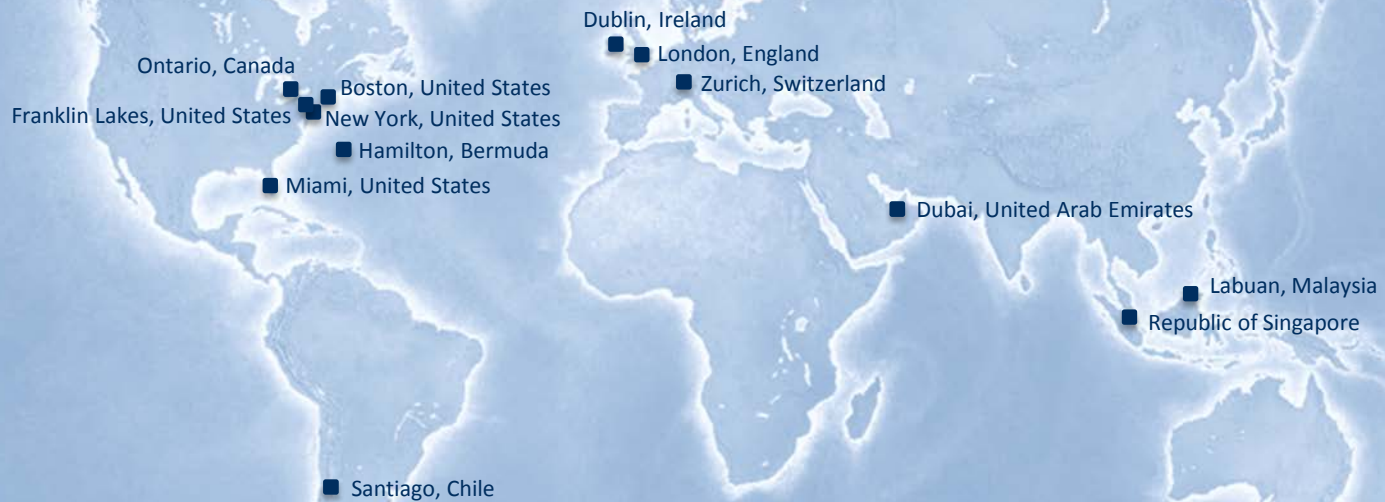 Dublin, Ireland
London, England
Ontario, Canada
Zurich, Switzerland
Boston, United States
Franklin Lakes, United States
New York, United States
Hamilton, Bermuda
Miami, United States
Dubai, United Arab Emirates
Labuan, Malaysia
Republic of Singapore
Santiago, Chile